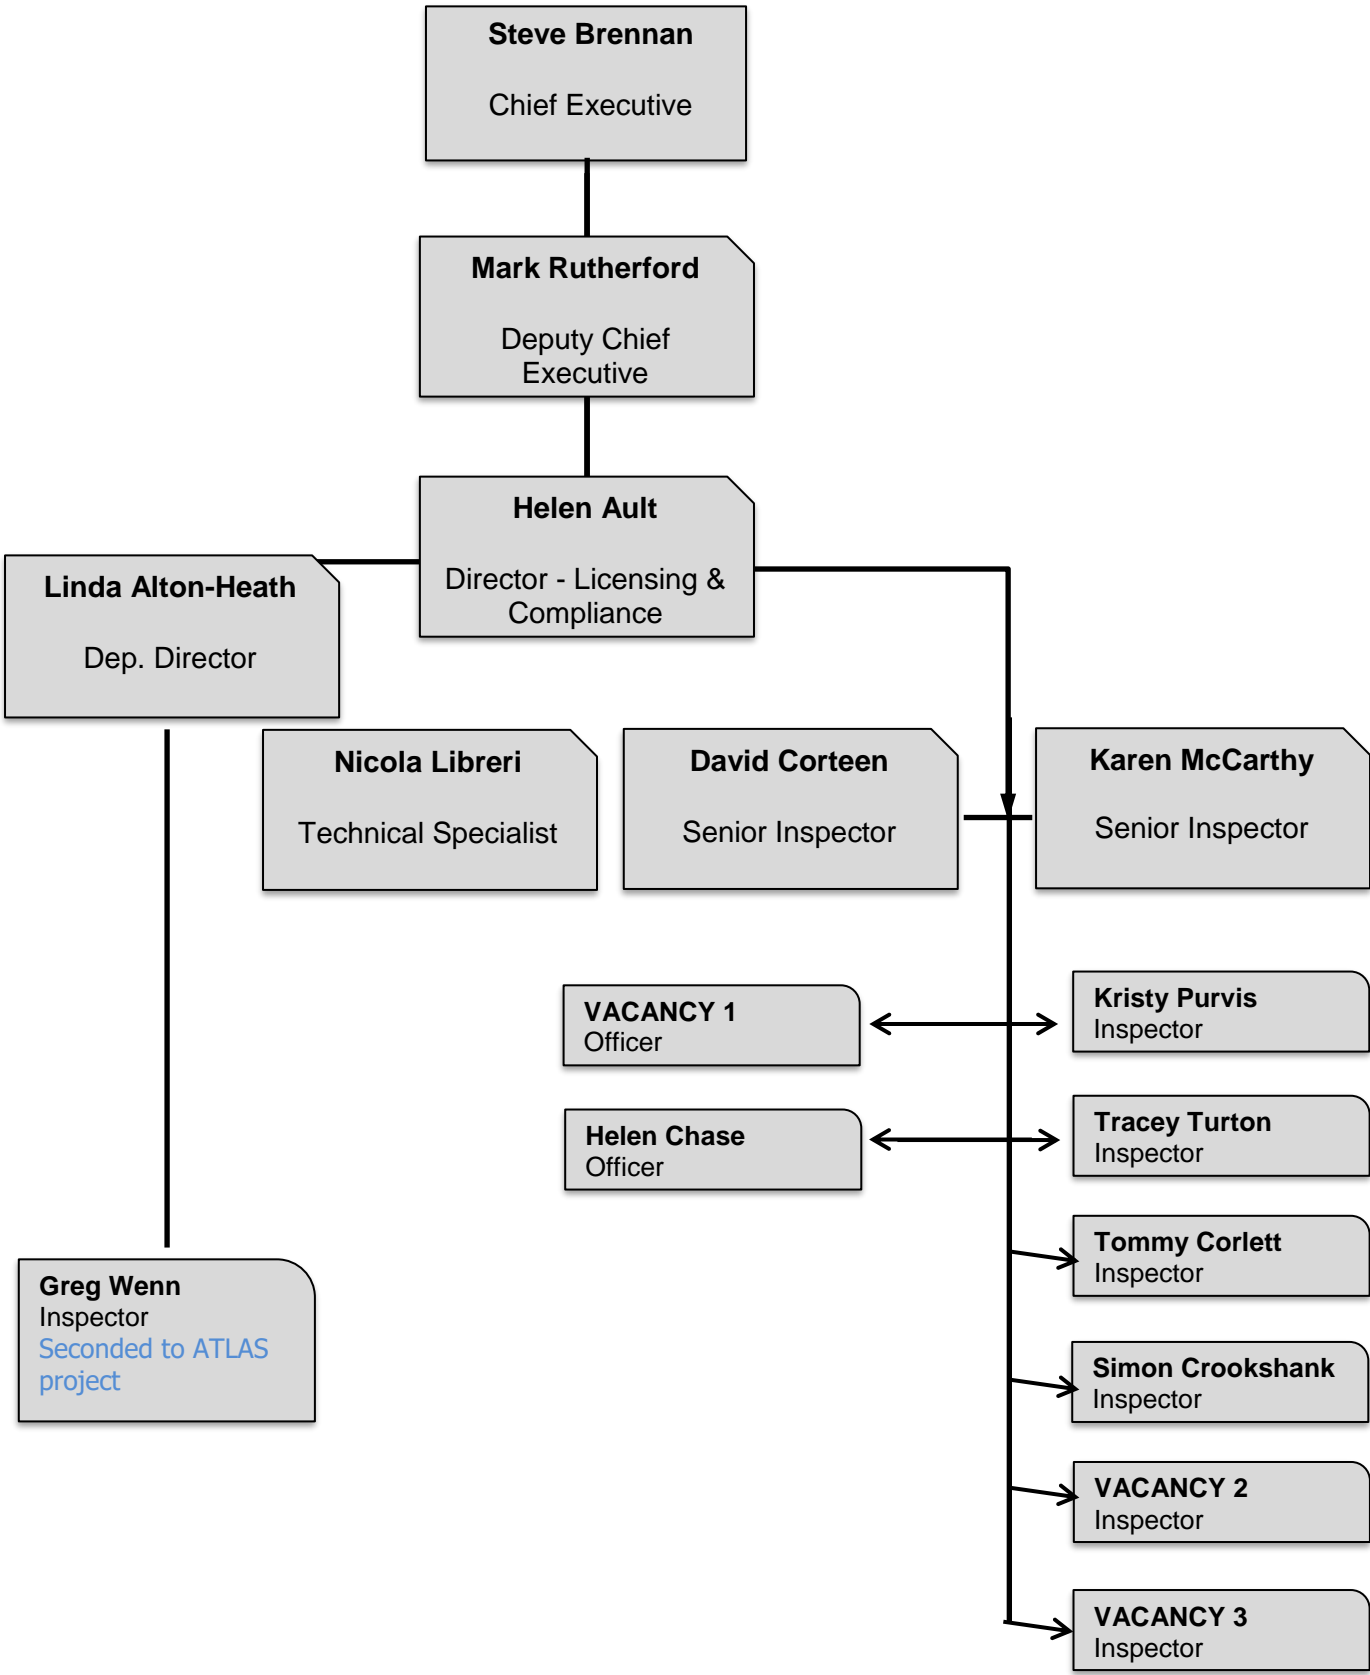 Steve Brennan
Chief Executive
Mark Rutherford
Deputy Chief
Executive
Helen Ault
Director - Licensing &
Compliance
Linda Alton-Heath
Dep. Director
Nicola Libreri
Technical Specialist
David Corteen
Senior Inspector
Karen McCarthy
Senior Inspector
VACANCY 1
Officer
Kristy Purvis
Inspector
Helen Chase
Officer
Tracey Turton
Inspector
Tommy Corlett
Inspector
Greg Wenn
Inspector
Seconded to ATLAS
project
Simon Crookshank
Inspector
VACANCY 2
Inspector
VACANCY 3
Inspector